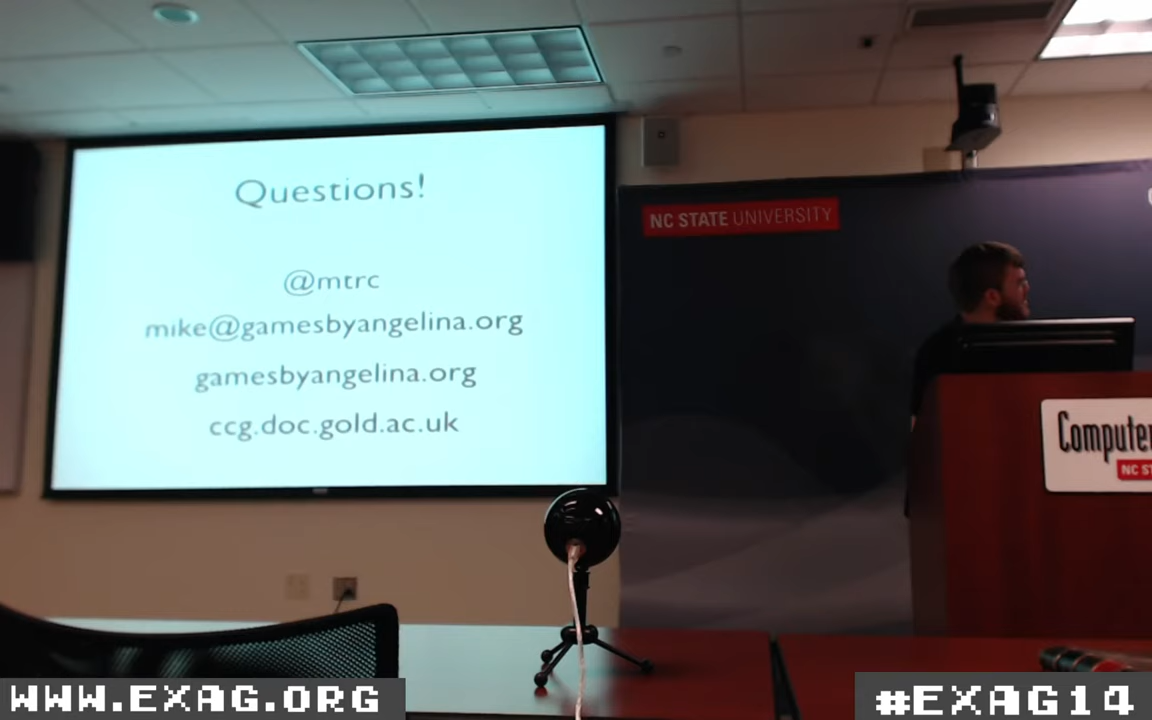 Questions!
@mtrc
mike@gamesbyangelina.org
gamesbyangelina.org
ccg.doc.gold.ac.uk
NC STATE UNIVERSITY
Computer
NC ST
WWW.EXAG.ORG
#EXAG14